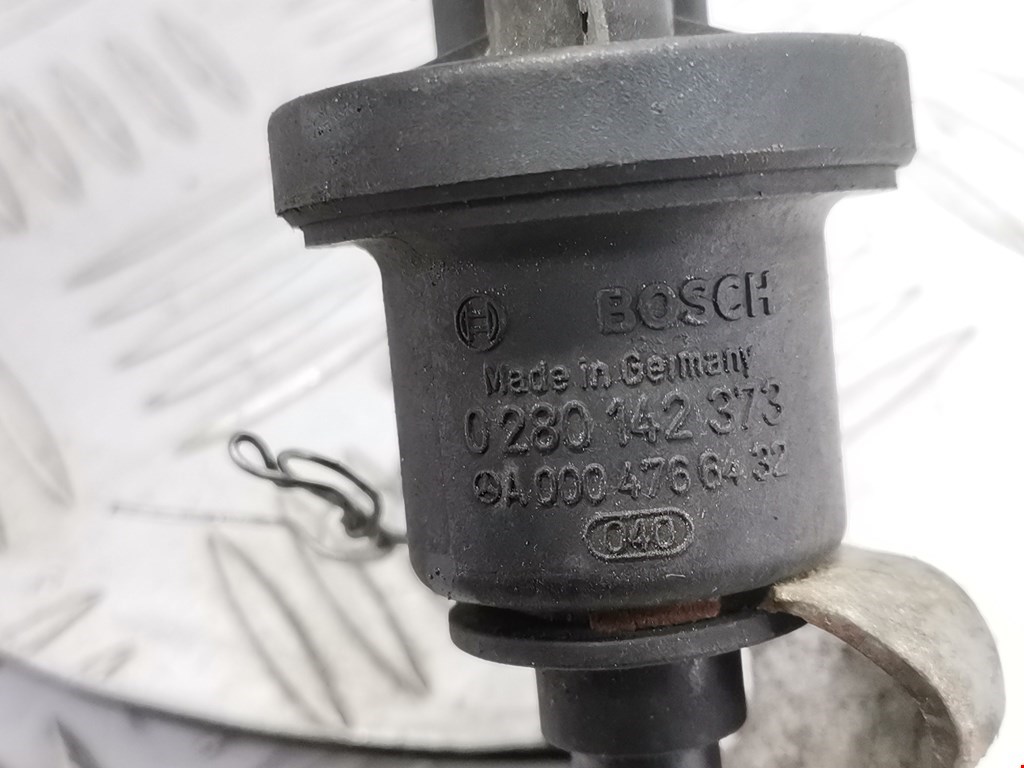 BOSCH
Made in Germany
0 280 142 373
A 000 476 64 32
040